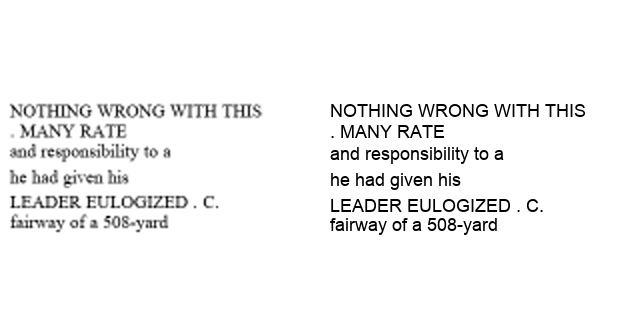 NOTHING WRONG WITH THIS
. MANY RATE
and responsibility to a
he had given his
LEADER EULOGIZED . C.
fairway of a 508-yard
NOTHING WRONG WITH THIS
. MANY RATE
and responsibility to a
he had given his
LEADER EULOGIZED . C.
fairway of a 508-yard